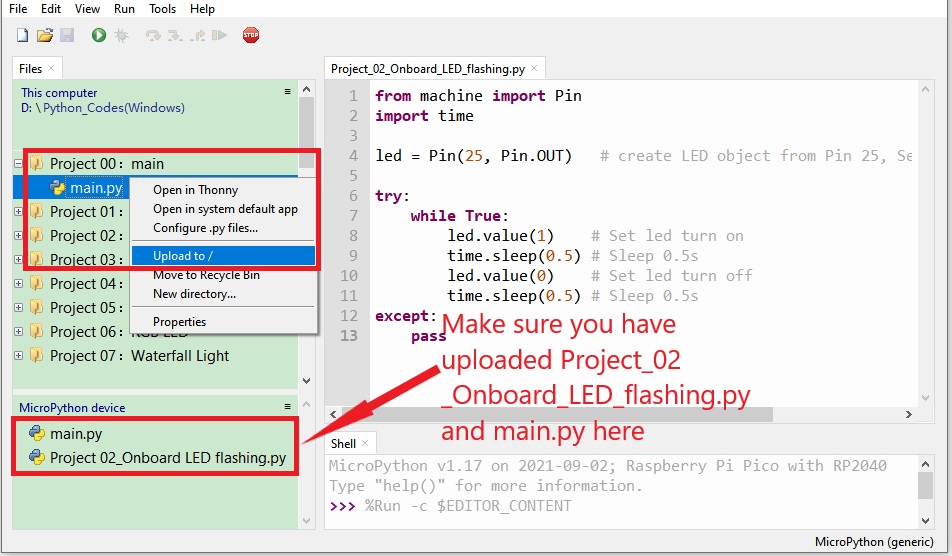 File Edit View Run Tools Help
STOP
Files
This computer
D: \ Python_Codes(Windows)
Project 00：main
main.py
Project 01：
Project 02：
Project 03：
Project 04：
Project 05：
Project 06：
Project 07：Waterfall Light
Open in Thonny
Open in system default app
Configure .py files...
Upload to /
Move to Recycle Bin
New directory...
Properties
MicroPython device
main.py
Project 02_Onboard LED flashing.py
Project_02_Onboard_LED_flashing.py
1 from machine import Pin
2 import time
3
4 led = Pin(25, Pin.OUT) # create LED object from Pin 25, Se
5
6 try:
7 while True:
8 led.value(1) # Set led turn on
9 time.sleep(0.5) # Sleep 0.5s
10 led.value(0) # Set led turn off
11 time.sleep(0.5) # Sleep 0.5s
12 except:
13 pass
Make sure you have
uploaded Project_02
_Onboard_LED_flashing.py
and main.py here
Shell
MicroPython v1.17 on 2021-09-02; Raspberry Pi Pico with RP2040
Type "help()" for more information.
>>> %Run -c $EDITOR_CONTENT
MicroPython (generic)